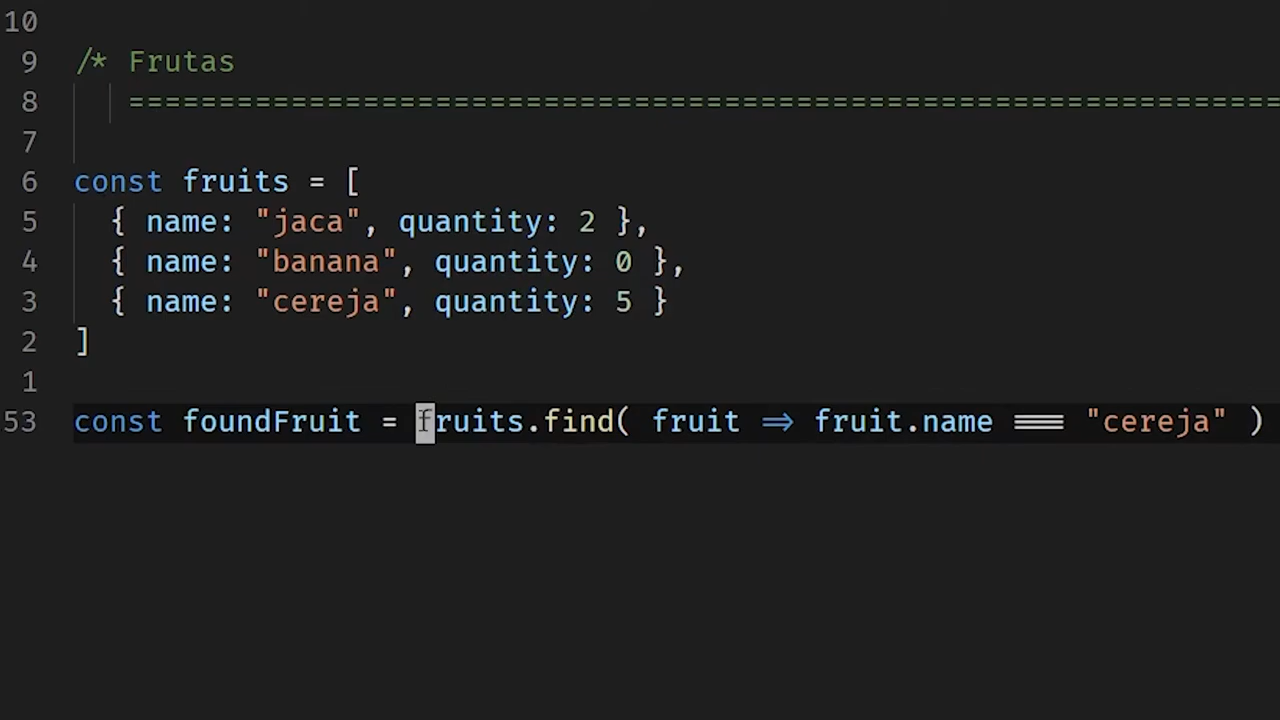 10
9 /* Frutas
8 =================================================================
7
6 const fruits = [
5 { name: "jaca", quantity: 2 },
4 { name: "banana", quantity: 0 },
3 { name: "cereja", quantity: 5 }
2 ]
1
53 const foundFruit = fruits.find( fruit => fruit.name === "cereja" )